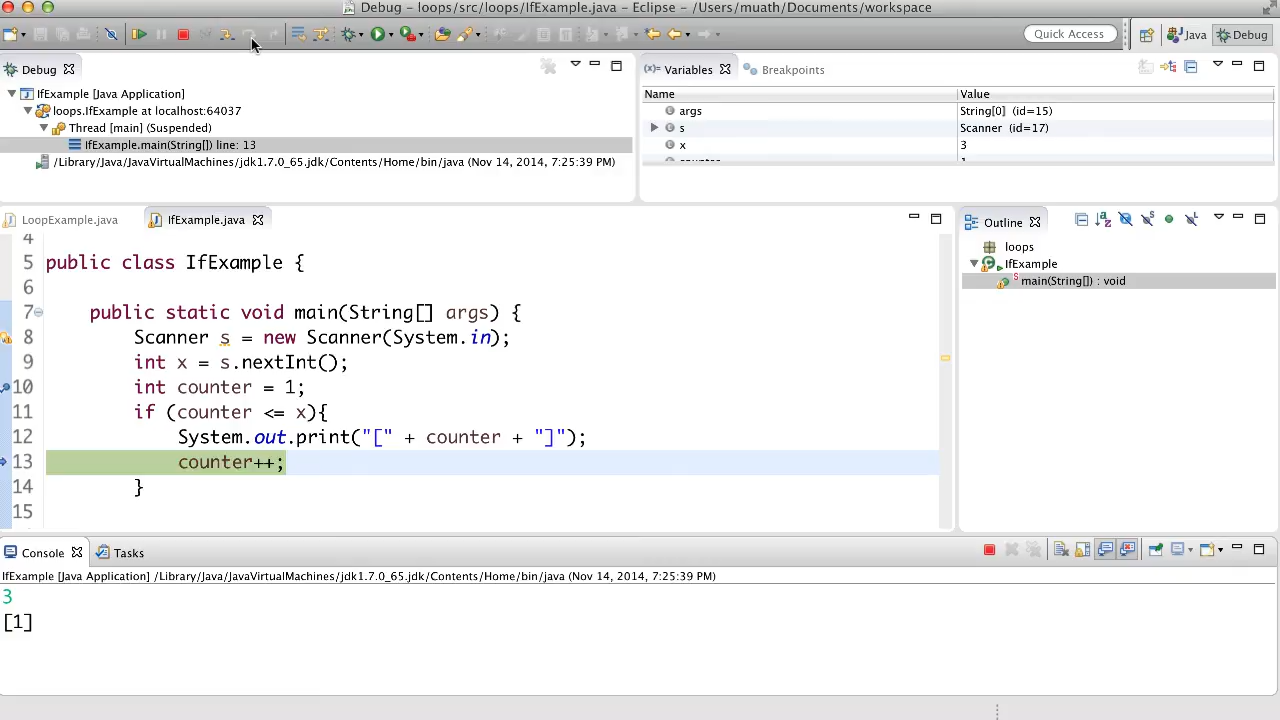 Debug - loops/src/loops/IfExample.java - Eclipse - /Users/muath/Documents/workspace
Quick Access
Java
Debug
Debug
IfExample [Java Application]
loops.IfExample at localhost:64037
Thread [main] (Suspended)
IfExample.main(String[]) line: 13
/Library/Java/JavaVirtualMachines/jdk1.7.0_65.jdk/Contents/Home/bin/java (Nov 14, 2014, 7:25:39 PM)
(x)= Variables
Breakpoints
Name Value
args String[0] (id=15)
s Scanner (id=17)
x 3
counter 1
LoopExample.java
IfExample.java
4
5 public class IfExample {
6
7 public static void main(String[] args) {
8 Scanner s = new Scanner(System.in);
9 int x = s.nextInt();
10 int counter = 1;
11 if (counter <= x){
12 System.out.print("[" + counter + "]");
13 counter++;
14 }
15
Outline
loops
IfExample
main(String[]) : void
Console
Tasks
IfExample [Java Application] /Library/Java/JavaVirtualMachines/jdk1.7.0_65.jdk/Contents/Home/bin/java (Nov 14, 2014, 7:25:39 PM)
3
[1]